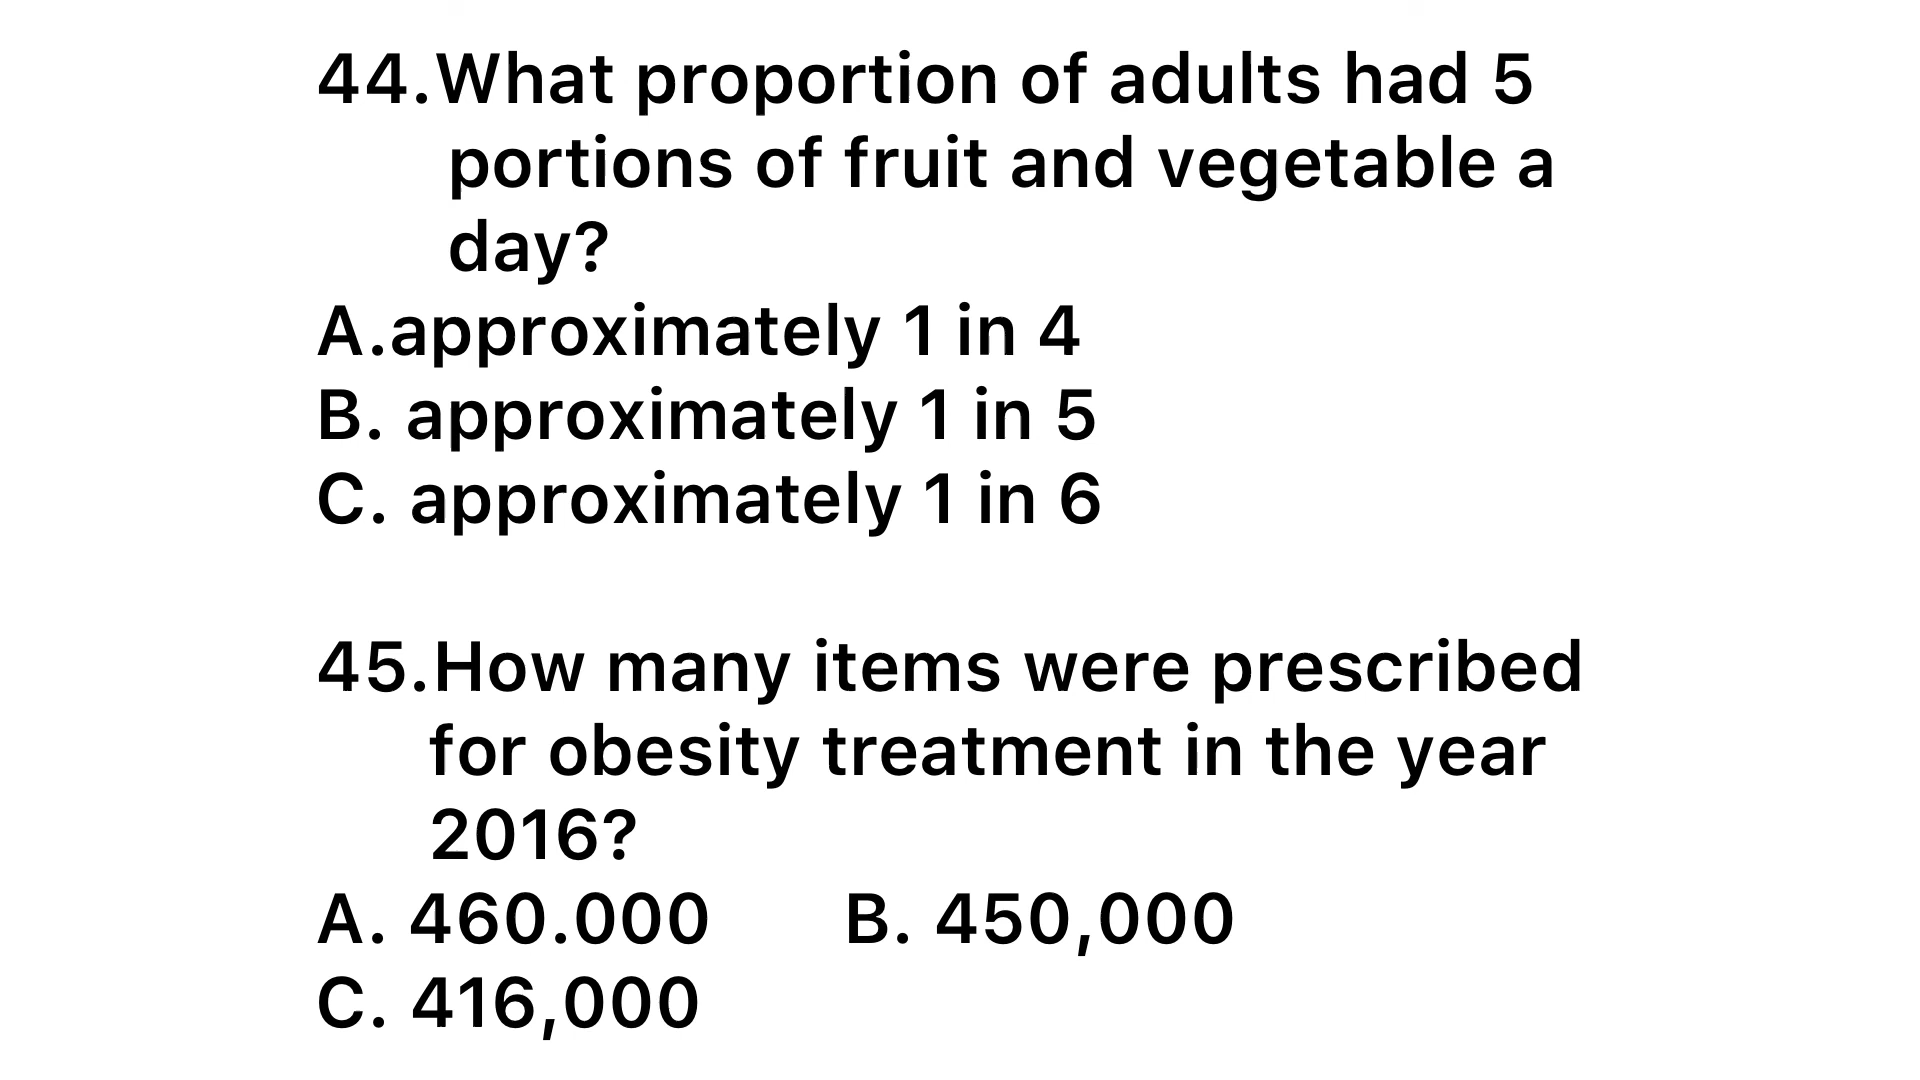 44.What proportion of adults had 5
portions of fruit and vegetable a
day?
A.approximately 1 in 4
B. approximately 1 in 5
C. approximately 1 in 6
45.How many items were prescribed
for obesity treatment in the year
2016?
A. 460.000 B. 450,000
C. 416,000